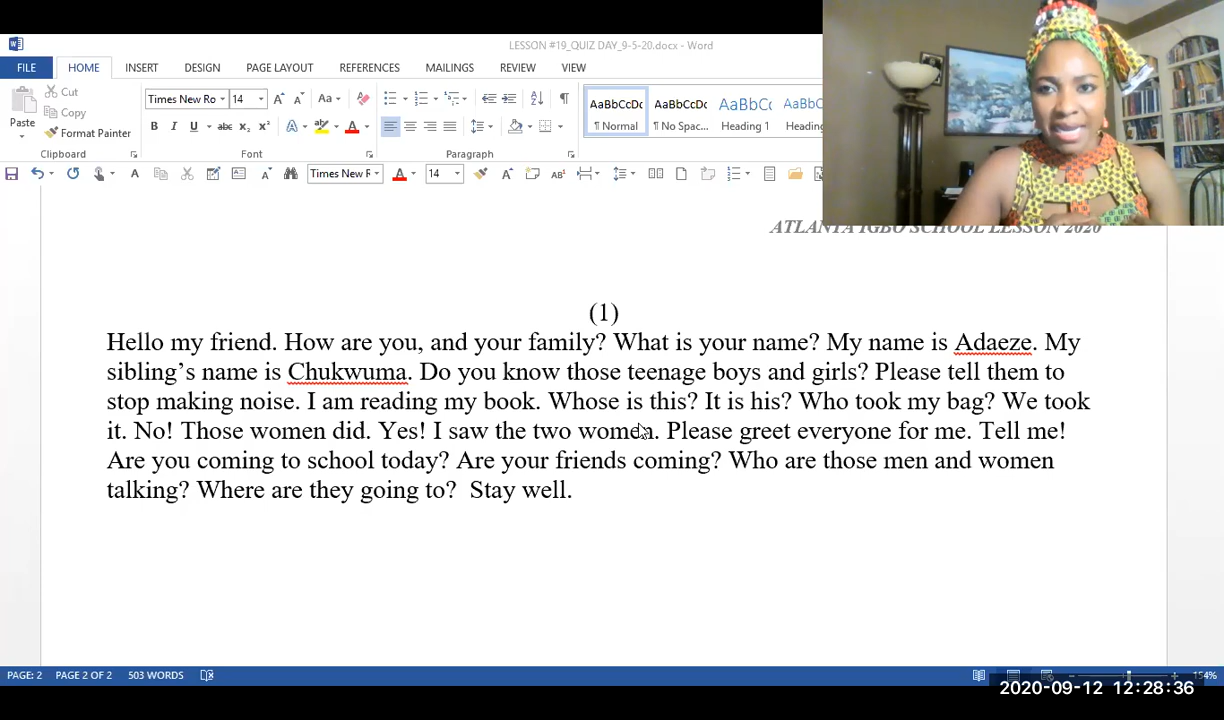 LESSON #19_QUIZ DAY_9-5-20.docx - Word
FILE HOME INSERT DESIGN PAGE LAYOUT REFERENCES MAILINGS REVIEW VIEW
Cut
Times New Ro 14 Aa
AaBbCcDc AaBbCcDc AaBbCc AaBbC
Copy
Paste
Format Painter
B I U abc x₂ x² A A
¶ Normal ¶ No Spac... Heading 1 Heading
Clipboard Font Paragraph
Times New F 14
ATLANTA IGBO SCHOOL LESSON 2020
(1)
Hello my friend. How are you, and your family? What is your name? My name is Adaeze. My
sibling’s name is Chukwuma. Do you know those teenage boys and girls? Please tell them to
stop making noise. I am reading my book. Whose is this? It is his? Who took my bag? We took
it. No! Those women did. Yes! I saw the two women. Please greet everyone for me. Tell me!
Are you coming to school today? Are your friends coming? Who are those men and women
talking? Where are they going to?  Stay well.
PAGE: 2 PAGE 2 OF 2 503 WORDS
154%
2020-09-12 12:28:36